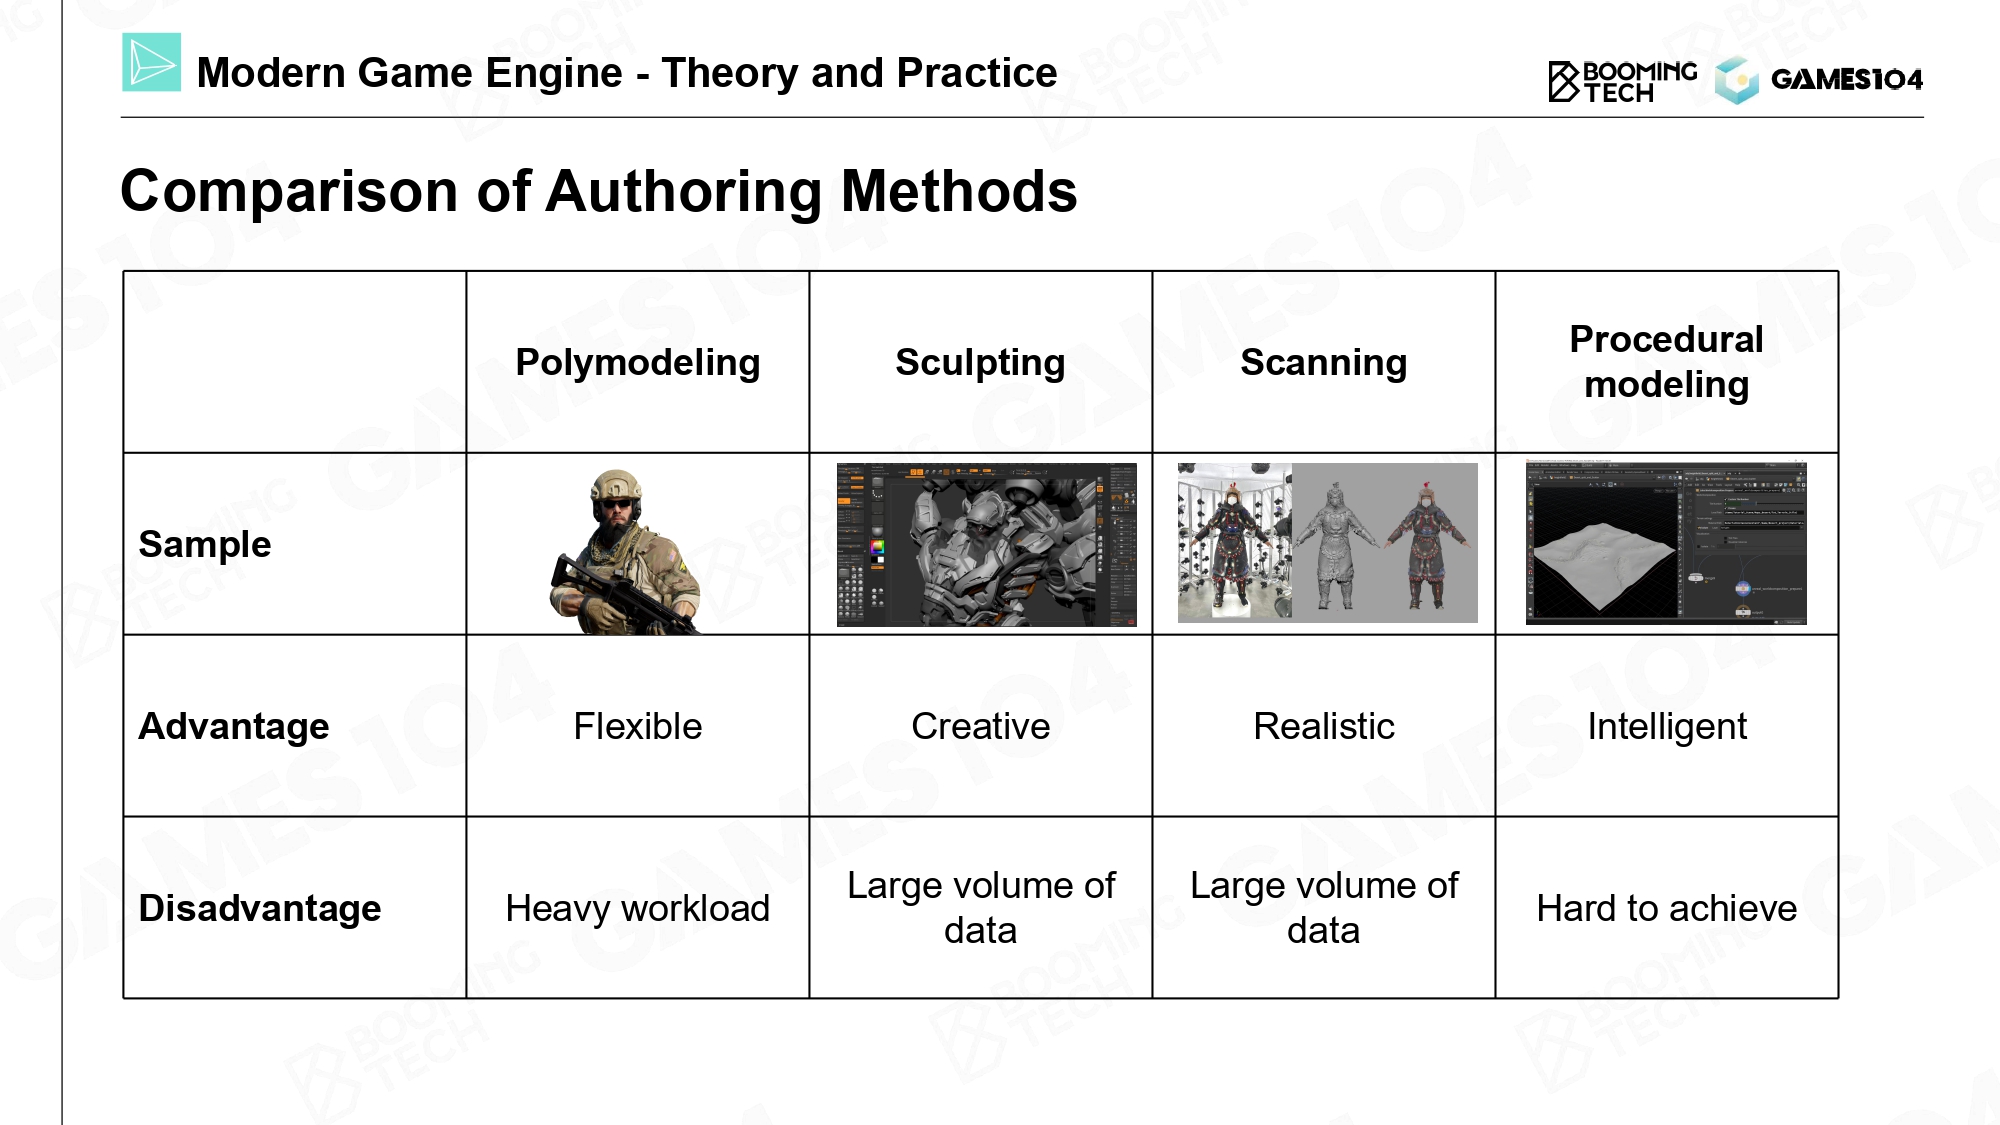 Modern Game Engine - Theory and Practice
BOOMING
TECH
GAMES104
Comparison of Authoring Methods
Polymodeling
Sculpting
Scanning
Procedural
modeling
Sample
Advantage
Flexible
Creative
Realistic
Intelligent
Disadvantage
Heavy workload
Large volume of
data
Large volume of
data
Hard to achieve